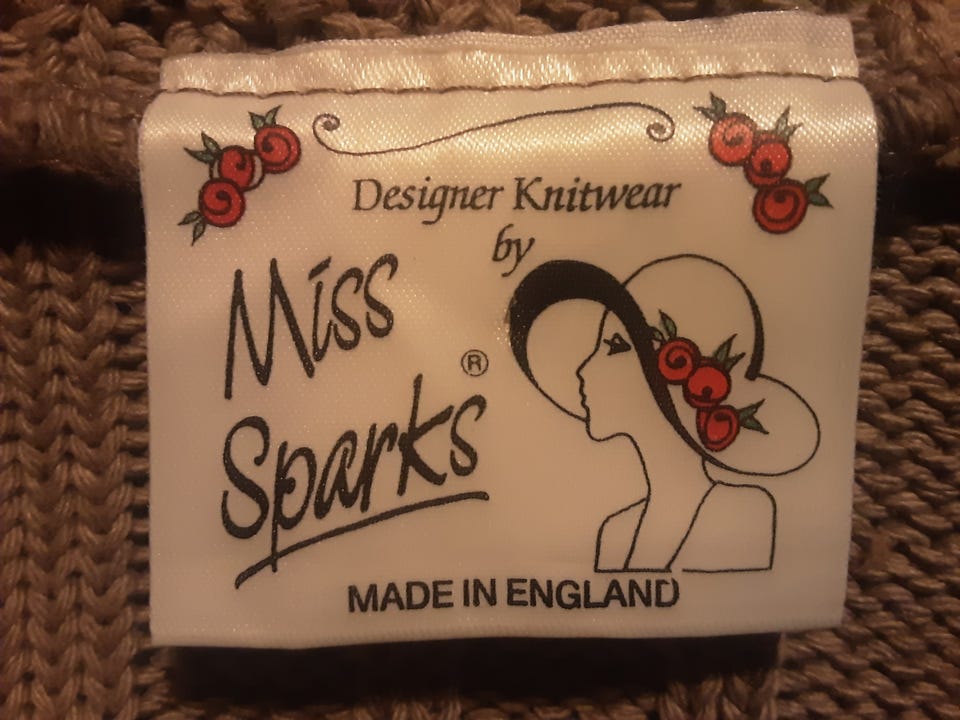 Designer Knitwear
by
Miss
Sparks®
MADE IN ENGLAND